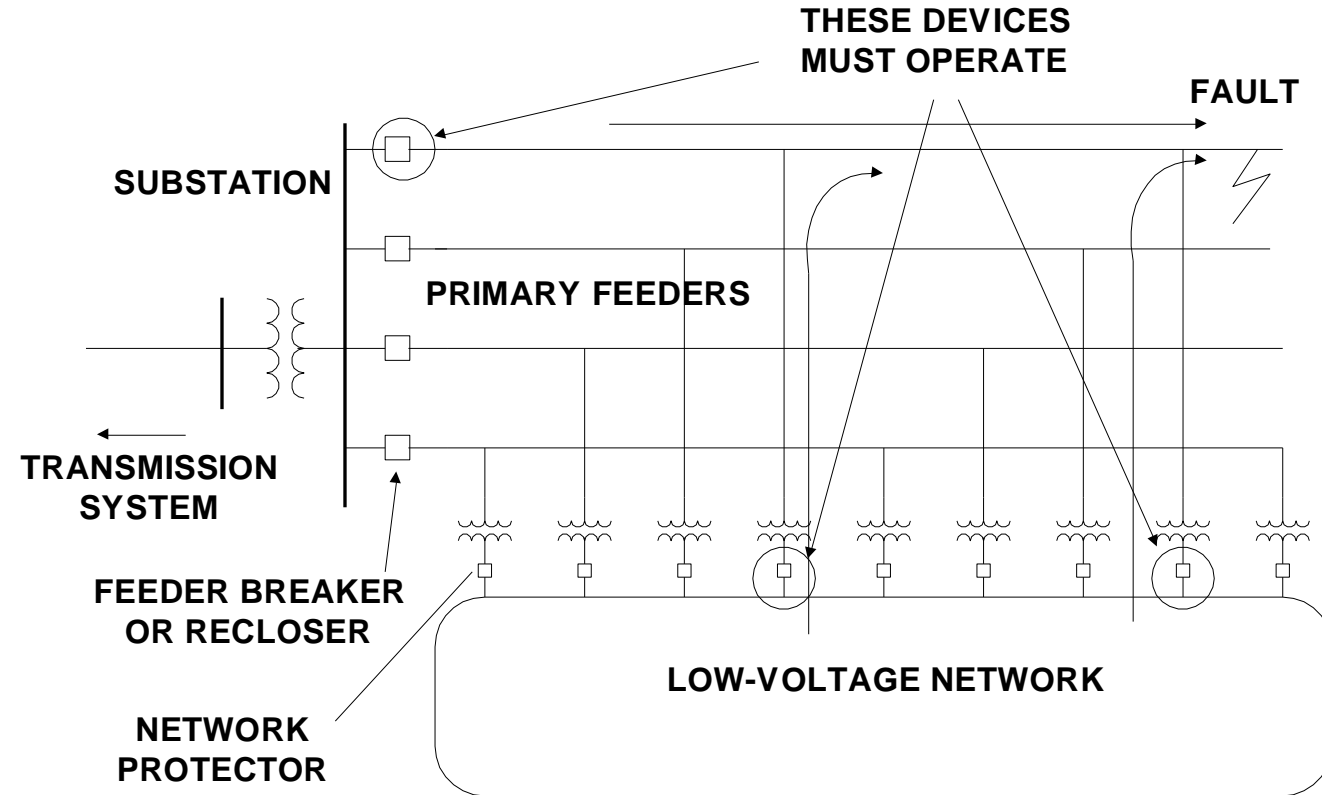 THESE DEVICES
MUST OPERATE
FAULT
SUBSTATION
PRIMARY FEEDERS
TRANSMISSION
SYSTEM
FEEDER BREAKER
OR RECLOSER
LOW-VOLTAGE NETWORK
NETWORK
PROTECTOR